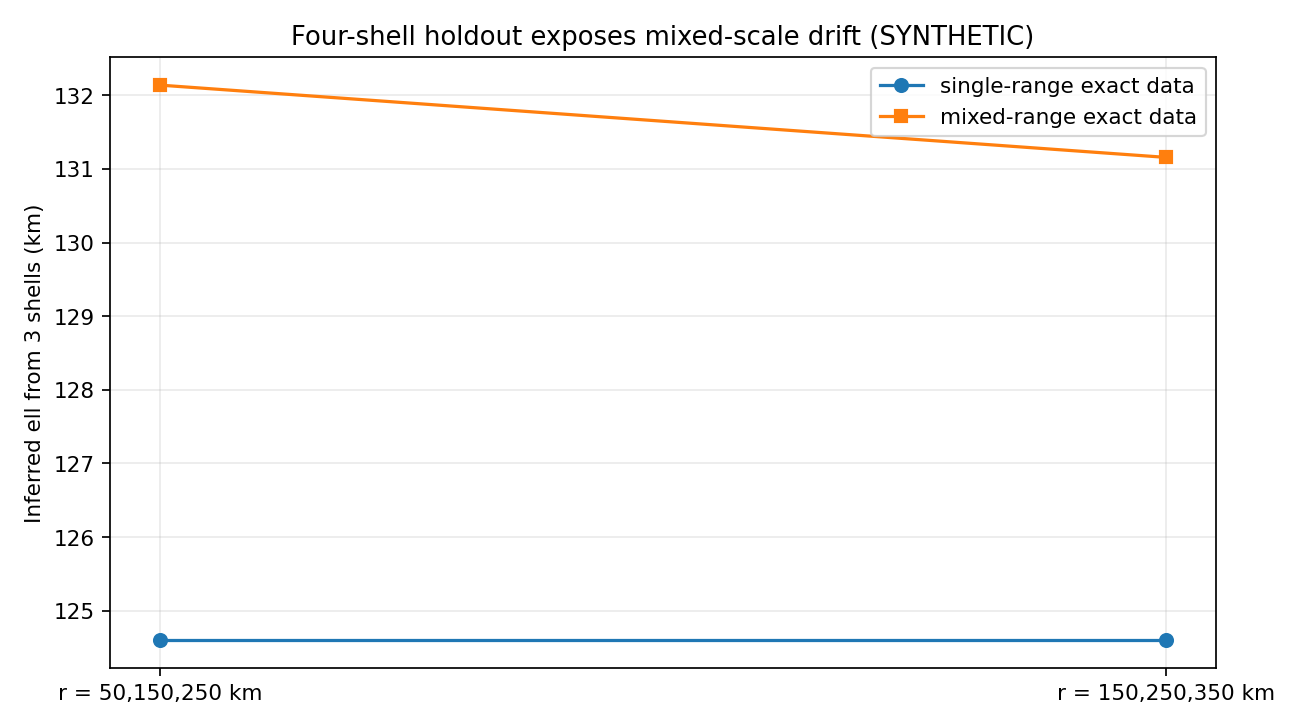 Four-shell holdout exposes mixed-scale drift (SYNTHETIC)
single-range exact data
mixed-range exact data
Inferred ell from 3 shells (km)
132
131
130
129
128
127
126
125
r = 50,150,250 km
r = 150,250,350 km